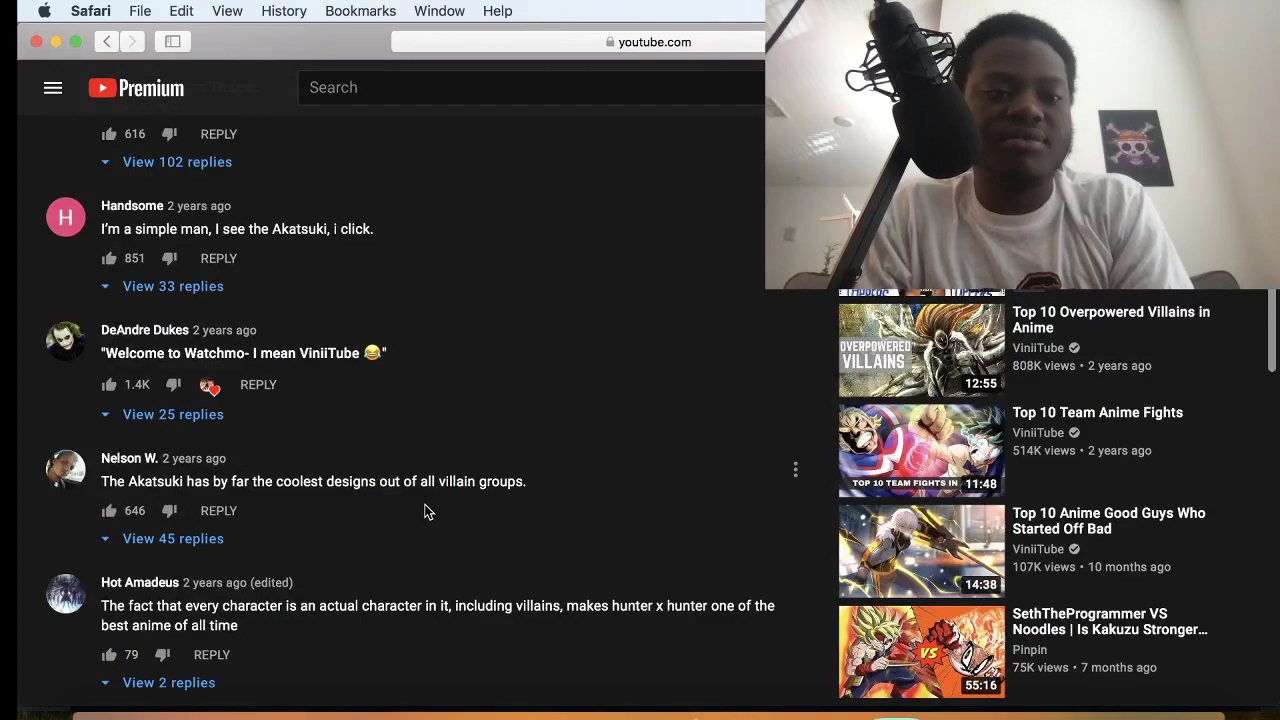 Safari File Edit View History Bookmarks Window Help
youtube.com
Premium
Search
616 REPLY
View 102 replies
Handsome 2 years ago
I'm a simple man, I see the Akatsuki, i click.
851 REPLY
View 33 replies
DeAndre Dukes 2 years ago
"Welcome to Watchmo- I mean ViniiTube 😂"
1.4K REPLY
View 25 replies
Nelson W. 2 years ago
The Akatsuki has by far the coolest designs out of all villain groups.
646 REPLY
View 45 replies
H
Hot Amadeus 2 years ago (edited)
The fact that every character is an actual character in it, including villains, makes hunter x hunter one of the
best anime of all time
79 REPLY
View 2 replies
OVERPOWERED
VILLAINS
12:55
Top 10 Overpowered Villains in
Anime
ViniiTube
808K views • 2 years ago
TOP 10 TEAM FIGHTS IN
11:48
Top 10 Team Anime Fights
ViniiTube
514K views • 2 years ago
14:38
Top 10 Anime Good Guys Who
Started Off Bad
ViniiTube
107K views • 10 months ago
VS
55:16
SethTheProgrammer VS
Noodles | Is Kakuzu Stronger...
Pinpin
75K views • 7 months ago